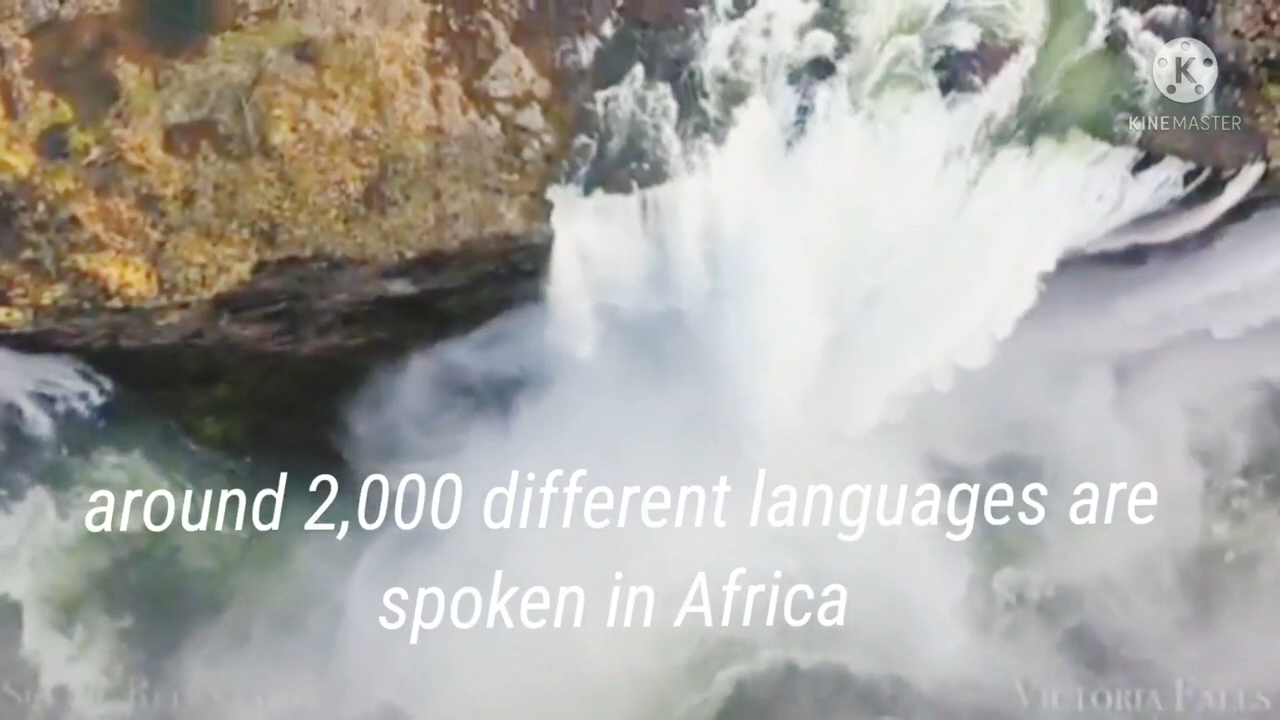 KINEMASTER
around 2,000 different languages are
spoken in Africa
VICTORIA FALLS